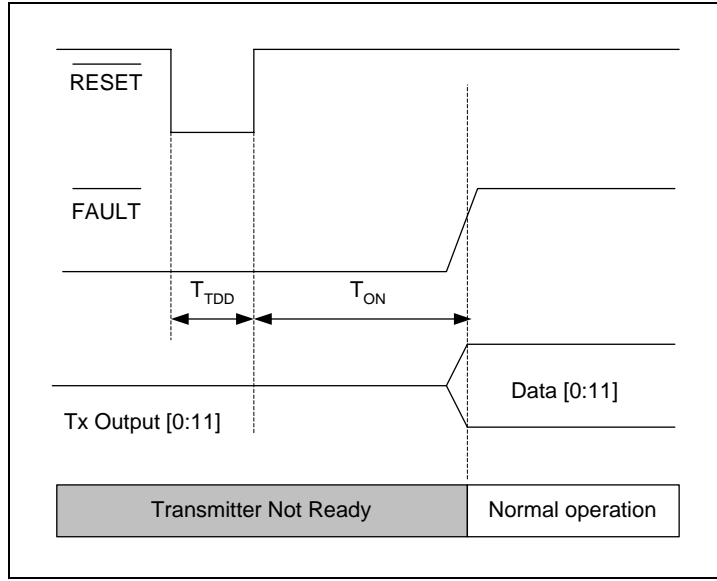 RESET
FAULT
TTDD
TON
Data [0:11]
Tx Output [0:11]
Transmitter Not Ready
Normal operation